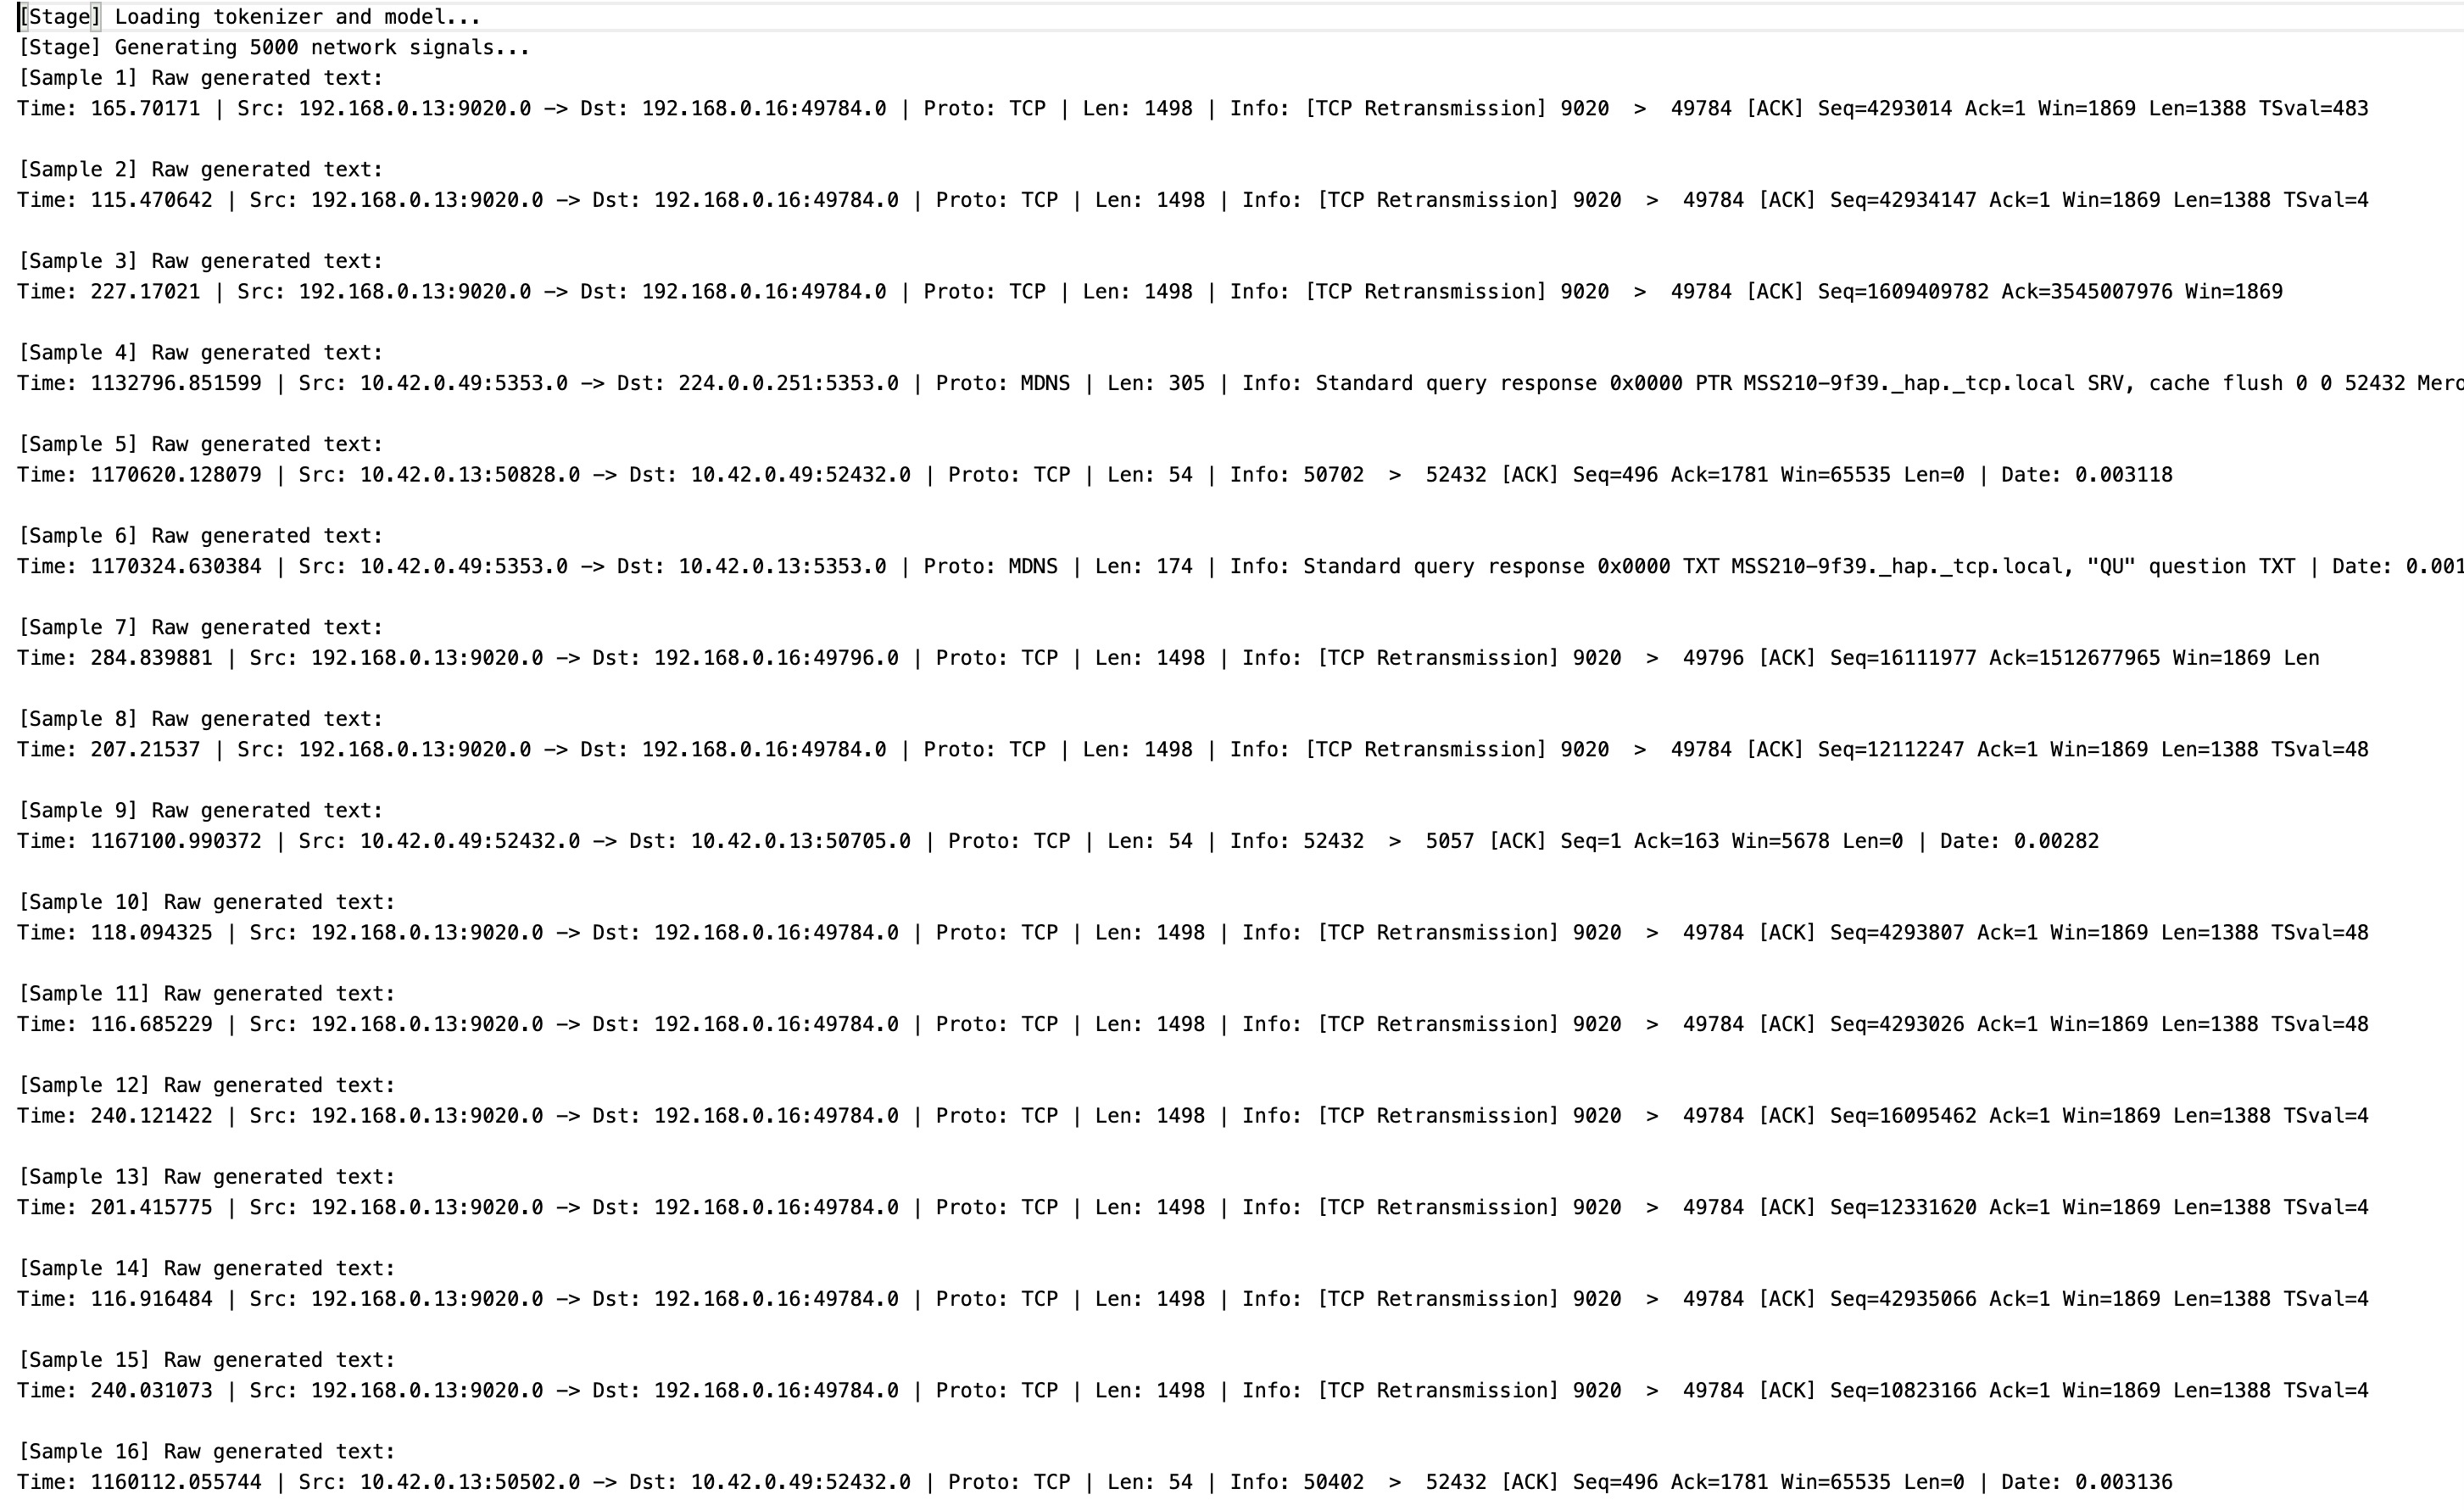 [Stage] Loading tokenizer and model...
[Stage] Generating 5000 network signals...
[Sample 1] Raw generated text:
Time: 165.70171 | Src: 192.168.0.13:9020.0 -> Dst: 192.168.0.16:49784.0 | Proto: TCP | Len: 1498 | Info: [TCP Retransmission] 9020  >  49784 [ACK] Seq=4293014 Ack=1 Win=1869 Len=1388 TSval=483
[Sample 2] Raw generated text:
Time: 115.470642 | Src: 192.168.0.13:9020.0 -> Dst: 192.168.0.16:49784.0 | Proto: TCP | Len: 1498 | Info: [TCP Retransmission] 9020  >  49784 [ACK] Seq=42934147 Ack=1 Win=1869 Len=1388 TSval=4
[Sample 3] Raw generated text:
Time: 227.17021 | Src: 192.168.0.13:9020.0 -> Dst: 192.168.0.16:49784.0 | Proto: TCP | Len: 1498 | Info: [TCP Retransmission] 9020  >  49784 [ACK] Seq=1609409782 Ack=3545007976 Win=1869
[Sample 4] Raw generated text:
Time: 1132796.851599 | Src: 10.42.0.49:5353.0 -> Dst: 224.0.0.251:5353.0 | Proto: MDNS | Len: 305 | Info: Standard query response 0x0000 PTR MSS210-9f39._hap._tcp.local SRV, cache flush 0 0 52432 Mero
[Sample 5] Raw generated text:
Time: 1170620.128079 | Src: 10.42.0.13:50828.0 -> Dst: 10.42.0.49:52432.0 | Proto: TCP | Len: 54 | Info: 50702  >  52432 [ACK] Seq=496 Ack=1781 Win=65535 Len=0 | Date: 0.003118
[Sample 6] Raw generated text:
Time: 1170324.630384 | Src: 10.42.0.49:5353.0 -> Dst: 10.42.0.13:5353.0 | Proto: MDNS | Len: 174 | Info: Standard query response 0x0000 TXT MSS210-9f39._hap._tcp.local, "QU" question TXT | Date: 0.001
[Sample 7] Raw generated text:
Time: 284.839881 | Src: 192.168.0.13:9020.0 -> Dst: 192.168.0.16:49796.0 | Proto: TCP | Len: 1498 | Info: [TCP Retransmission] 9020  >  49796 [ACK] Seq=16111977 Ack=1512677965 Win=1869 Len
[Sample 8] Raw generated text:
Time: 207.21537 | Src: 192.168.0.13:9020.0 -> Dst: 192.168.0.16:49784.0 | Proto: TCP | Len: 1498 | Info: [TCP Retransmission] 9020  >  49784 [ACK] Seq=12112247 Ack=1 Win=1869 Len=1388 TSval=48
[Sample 9] Raw generated text:
Time: 1167100.990372 | Src: 10.42.0.49:52432.0 -> Dst: 10.42.0.13:50705.0 | Proto: TCP | Len: 54 | Info: 52432  >  5057 [ACK] Seq=1 Ack=163 Win=5678 Len=0 | Date: 0.00282
[Sample 10] Raw generated text:
Time: 118.094325 | Src: 192.168.0.13:9020.0 -> Dst: 192.168.0.16:49784.0 | Proto: TCP | Len: 1498 | Info: [TCP Retransmission] 9020  >  49784 [ACK] Seq=4293807 Ack=1 Win=1869 Len=1388 TSval=48
[Sample 11] Raw generated text:
Time: 116.685229 | Src: 192.168.0.13:9020.0 -> Dst: 192.168.0.16:49784.0 | Proto: TCP | Len: 1498 | Info: [TCP Retransmission] 9020  >  49784 [ACK] Seq=4293026 Ack=1 Win=1869 Len=1388 TSval=48
[Sample 12] Raw generated text:
Time: 240.121422 | Src: 192.168.0.13:9020.0 -> Dst: 192.168.0.16:49784.0 | Proto: TCP | Len: 1498 | Info: [TCP Retransmission] 9020  >  49784 [ACK] Seq=16095462 Ack=1 Win=1869 Len=1388 TSval=4
[Sample 13] Raw generated text:
Time: 201.415775 | Src: 192.168.0.13:9020.0 -> Dst: 192.168.0.16:49784.0 | Proto: TCP | Len: 1498 | Info: [TCP Retransmission] 9020  >  49784 [ACK] Seq=12331620 Ack=1 Win=1869 Len=1388 TSval=4
[Sample 14] Raw generated text:
Time: 116.916484 | Src: 192.168.0.13:9020.0 -> Dst: 192.168.0.16:49784.0 | Proto: TCP | Len: 1498 | Info: [TCP Retransmission] 9020  >  49784 [ACK] Seq=42935066 Ack=1 Win=1869 Len=1388 TSval=4
[Sample 15] Raw generated text:
Time: 240.031073 | Src: 192.168.0.13:9020.0 -> Dst: 192.168.0.16:49784.0 | Proto: TCP | Len: 1498 | Info: [TCP Retransmission] 9020  >  49784 [ACK] Seq=10823166 Ack=1 Win=1869 Len=1388 TSval=4
[Sample 16] Raw generated text:
Time: 1160112.055744 | Src: 10.42.0.13:50502.0 -> Dst: 10.42.0.49:52432.0 | Proto: TCP | Len: 54 | Info: 50402  >  52432 [ACK] Seq=496 Ack=1781 Win=65535 Len=0 | Date: 0.003136